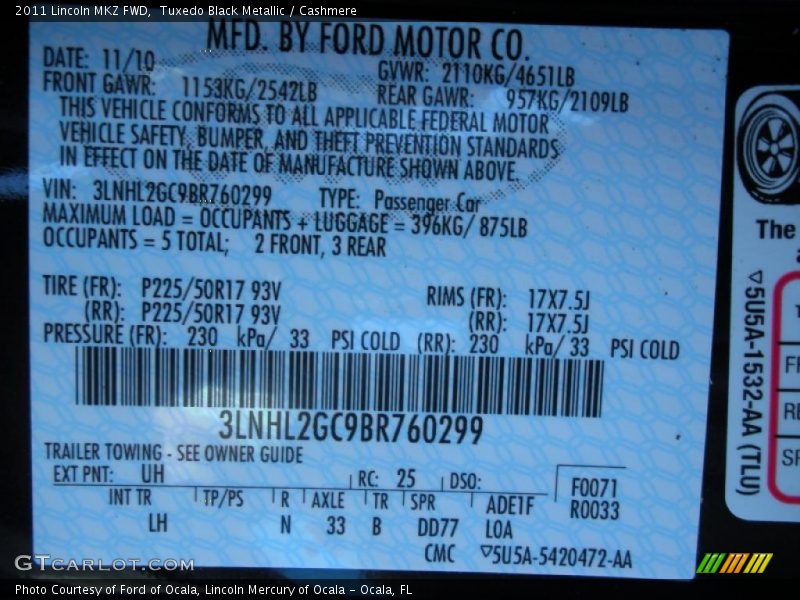 2011 Lincoln MKZ FWD, Tuxedo Black Metallic / Cashmere
MFD. BY FORD MOTOR CO.
DATE: 11/10 GVWR: 2110KG/4651LB
FRONT GAWR: 1153KG/2542LB REAR GAWR: 957KG/2109LB
THIS VEHICLE CONFORMS TO ALL APPLICABLE FEDERAL MOTOR
VEHICLE SAFETY, BUMPER, AND THEFT PREVENTION STANDARDS
IN EFFECT ON THE DATE OF MANUFACTURE SHOWN ABOVE.
VIN: 3LNHL2GC9BR760299 TYPE: Passenger Car
MAXIMUM LOAD = OCCUPANTS + LUGGAGE = 396KG/ 875LB
OCCUPANTS = 5 TOTAL; 2 FRONT, 3 REAR
TIRE (FR): P225/50R17 93V RIMS (FR): 17X7.5J
(RR): P225/50R17 93V (RR): 17X7.5J
PRESSURE (FR): 230 kPa/ 33 PSI COLD (RR): 230 kPa/ 33 PSI COLD
3LNHL2GC9BR760299
TRAILER TOWING - SEE OWNER GUIDE
EXT PNT: UH RC: 25 DSO: F0071
INT TR TP/PS R AXLE TR SPR ADE1F R0033
LH N 33 B DD77 LOA
CMC ▽5U5A-5420472-AA
The
▽5U5A-1532-AA (TLU)
GTCARLOT.COM
Photo Courtesy of Ford of Ocala, Lincoln Mercury of Ocala - Ocala, FL